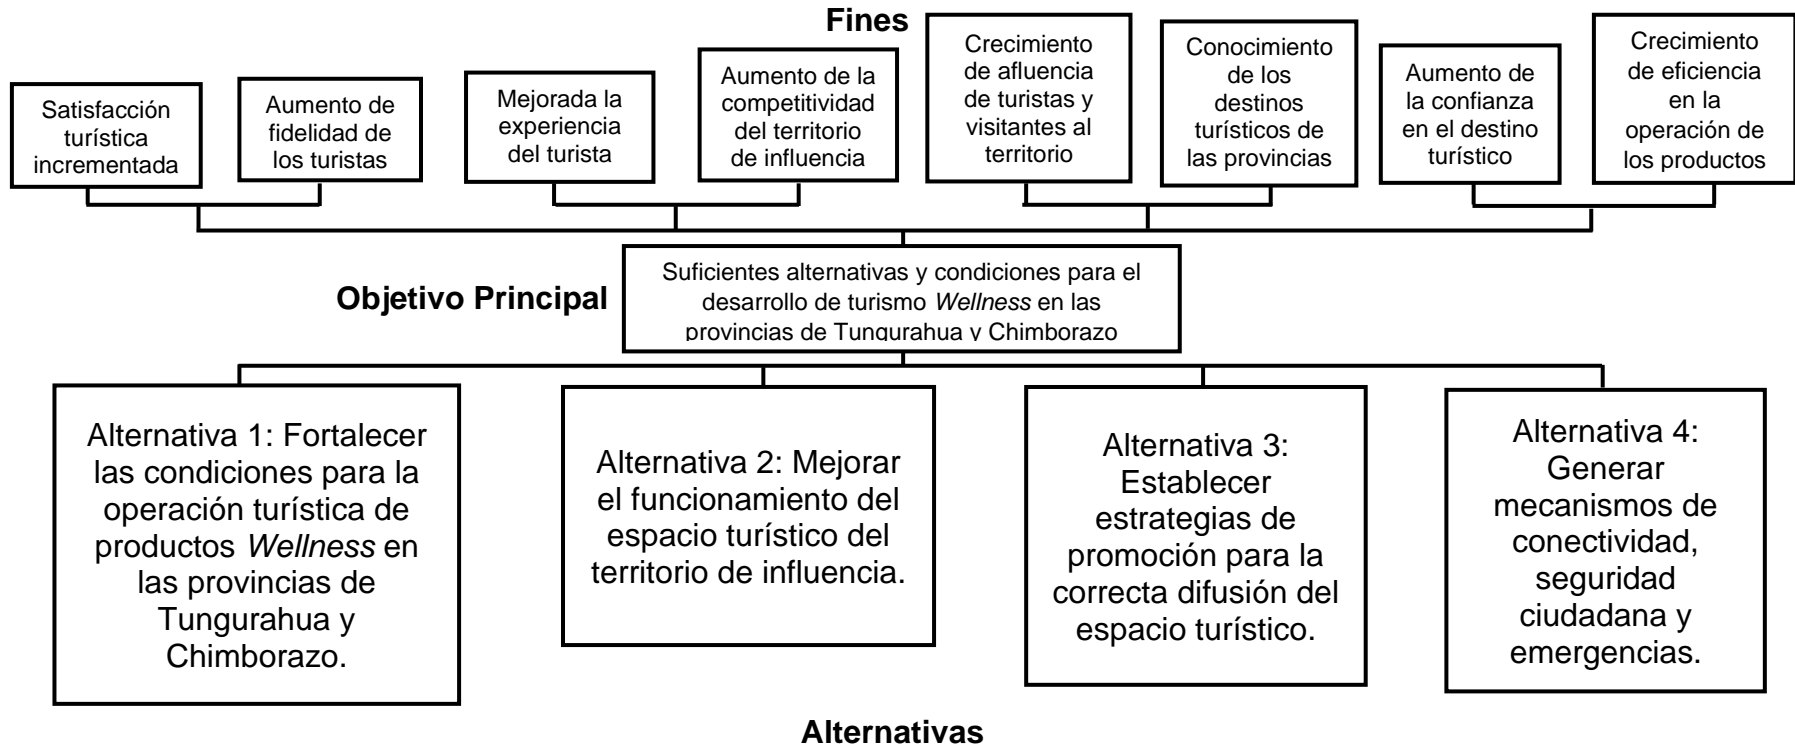 Fines
Satisfacción
turística
incrementada
Aumento de
fidelidad de
los turistas
Mejorada la
experiencia
del turista
Aumento de la
competitividad
del territorio
de influencia
Crecimiento
de afluencia
de turistas y
visitantes al
territorio
Conocimiento
de los
destinos
turísticos de
las provincias
Aumento de
la confianza
en el destino
turístico
Crecimiento
de eficiencia
en la
operación de
los productos
Objetivo Principal
Suficientes alternativas y condiciones para el
desarrollo de turismo Wellness en las
provincias de Tungurahua y Chimborazo
Alternativa 1: Fortalecer
las condiciones para la
operación turística de
productos Wellness en
las provincias de
Tungurahua y
Chimborazo.
Alternativa 2: Mejorar
el funcionamiento del
espacio turístico del
territorio de influencia.
Alternativa 3:
Establecer
estrategias de
promoción para la
correcta difusión del
espacio turístico.
Alternativa 4:
Generar
mecanismos de
conectividad,
seguridad
ciudadana y
emergencias.
Alternativas